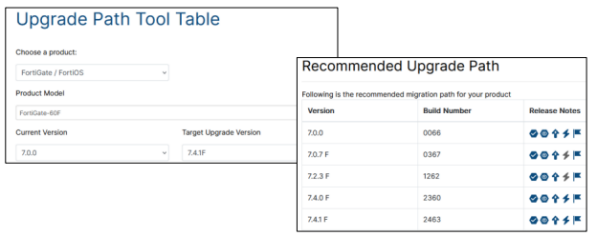 Upgrade Path Tool Table
Choose a product:
FortiGate / FortiOS
Product Model
FortiGate-60F
Current Version Target Upgrade Version
7.0.0 7.4.1F
Recommended Upgrade Path
Following is the recommended migration path for your product
Version Build Number Release Notes
7.0.0 0066
7.0.7 F 0367
7.2.3 F 1262
7.4.0 F 2360
7.4.1 F 2463